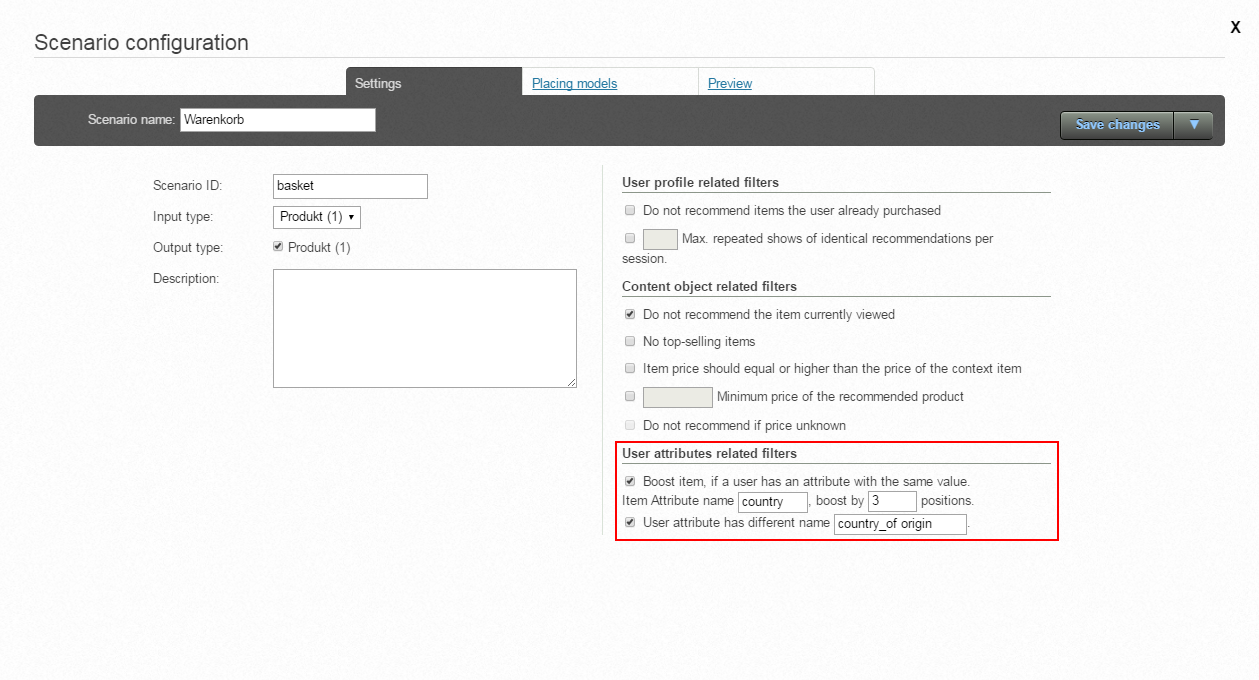 X
Scenario configuration
Settings
Placing models
Preview
Scenario name: Warenkorb
Save changes ▼
Scenario ID: basket
Input type: Produkt (1) ▾
Output type: Produkt (1)
Description:
User profile related filters
Do not recommend items the user already purchased
Max. repeated shows of identical recommendations per
session.
Content object related filters
Do not recommend the item currently viewed
No top-selling items
Item price should equal or higher than the price of the context item
Minimum price of the recommended product
Do not recommend if price unknown
User attributes related filters
Boost item, if a user has an attribute with the same value.
Item Attribute name country, boost by 3 positions.
User attribute has different name country_of origin.